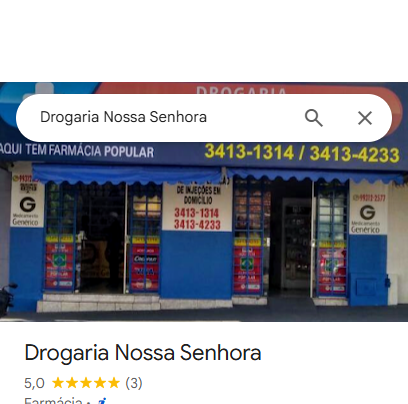 DROGARIA
Drogaria Nossa Senhora
AQUI TEM FARMÁCIA POPULAR
3413-1314 / 3413-4233
DE INJEÇÕES EM
DOMICÍLIO
3413-1314
3413-4233
G
Medicamento
Genérico
G
Medicamento
Genérico
Drogaria Nossa Senhora
5,0 ★★★★★ (3)
Farmácia ·